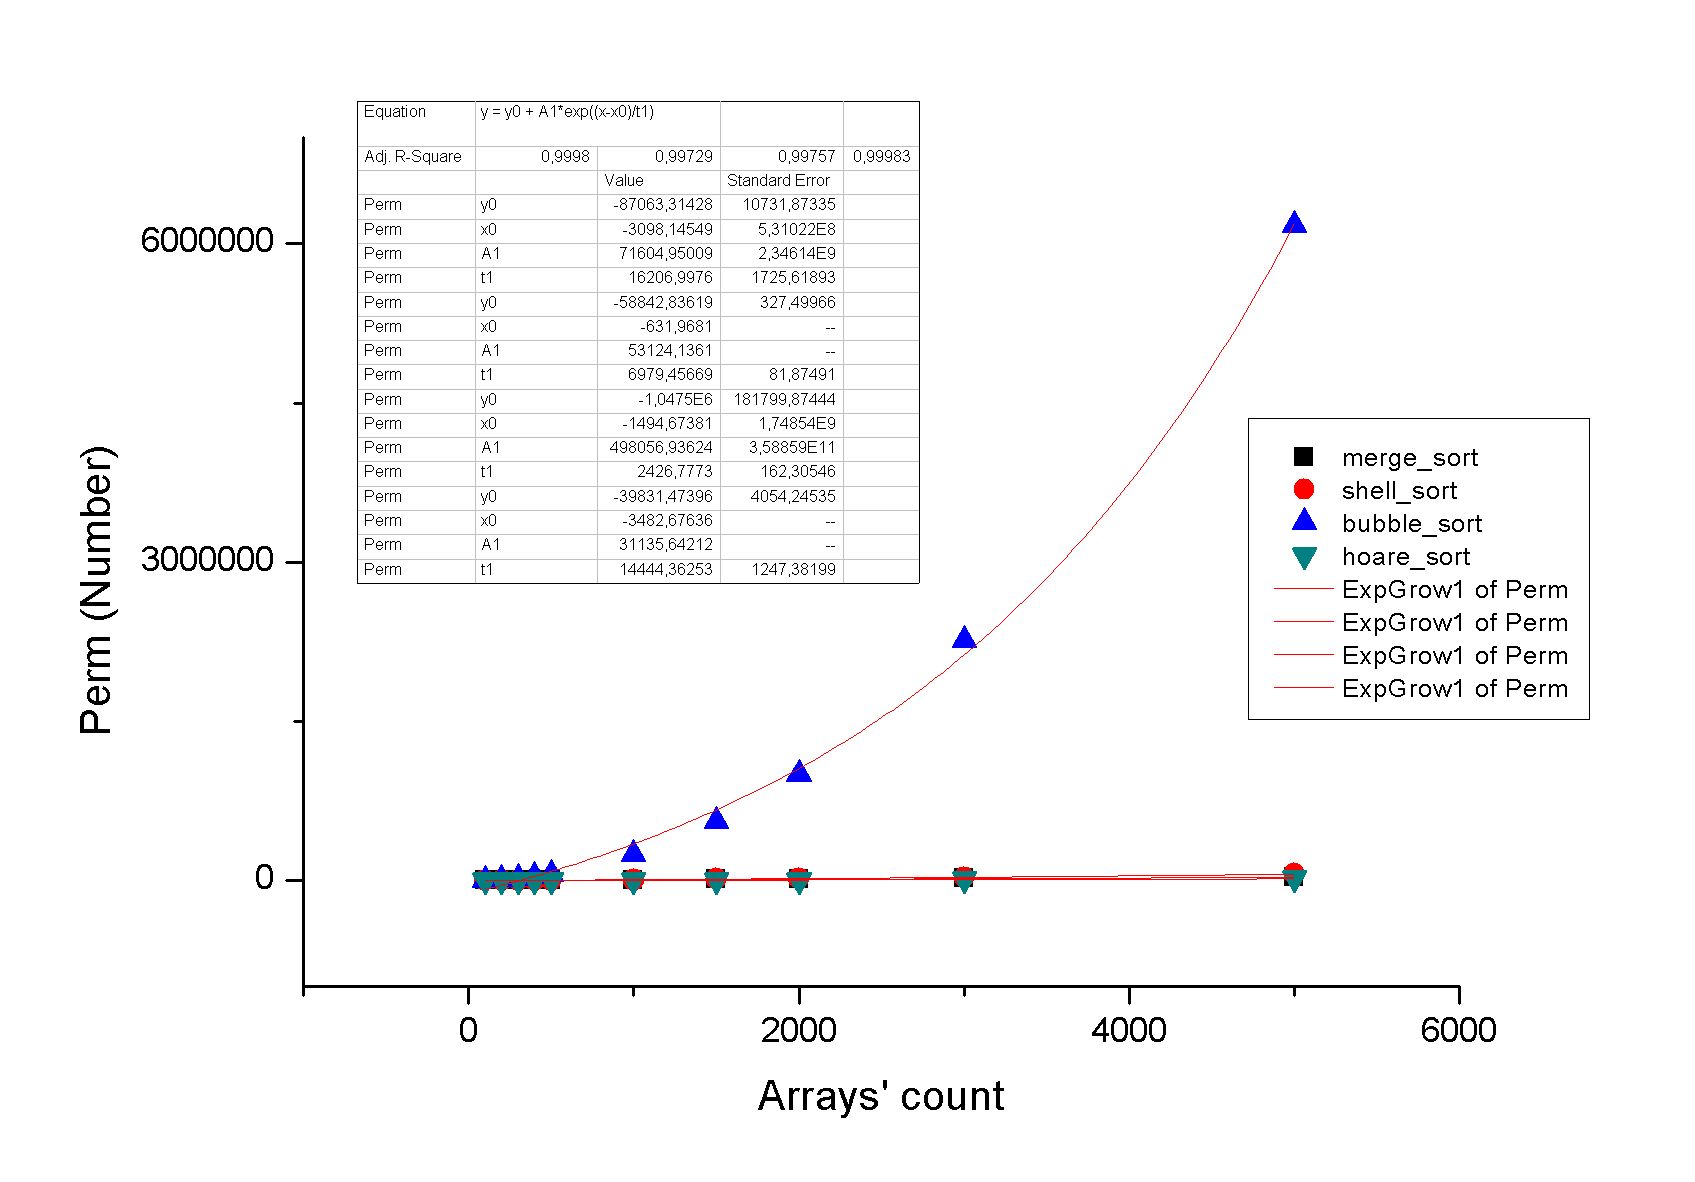 Equation y = y0 + A1*exp((x-x0)/t1)
Adj. R-Square 0,9998 0,99729 0,99757 0,99983
Value Standard Error
Perm y0 -87063,31428 10731,87335
Perm x0 -3098,14549 5,31022E8
Perm A1 71604,95009 2,34614E9
Perm t1 16206,9976 1725,61893
Perm y0 -58842,83619 327,49966
Perm x0 -631,9681 --
Perm A1 53124,1361 --
Perm t1 6979,45669 81,87491
Perm y0 -1,0475E6 181799,87444
Perm x0 -1494,67381 1,74854E9
Perm A1 498056,93624 3,58859E11
Perm t1 2426,7773 162,30546
Perm y0 -39831,47396 4054,24535
Perm x0 -3482,67636 --
Perm A1 31135,64212 --
Perm t1 14444,36253 1247,38199
6000000
3000000
0
Perm (Number)
merge_sort
shell_sort
bubble_sort
hoare_sort
ExpGrow1 of Perm
ExpGrow1 of Perm
ExpGrow1 of Perm
ExpGrow1 of Perm
0 2000 4000 6000
Arrays' count